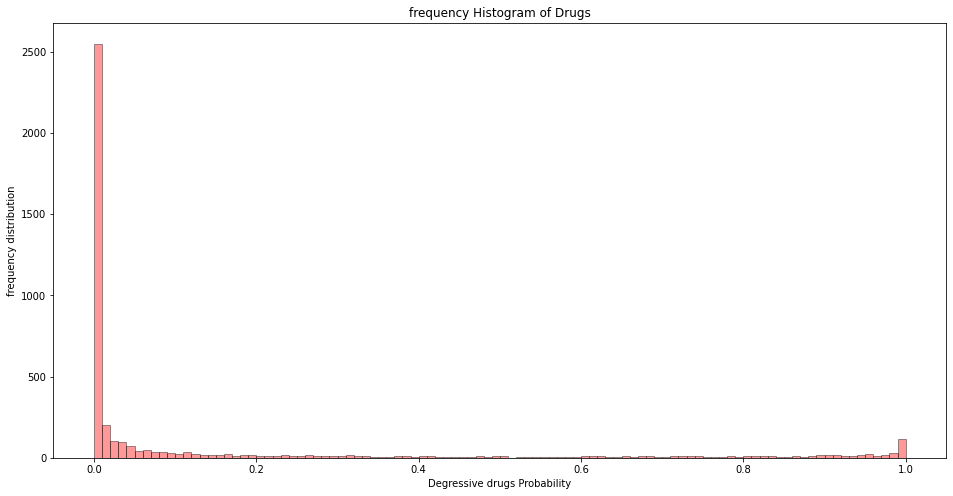 frequency Histogram of Drugs
2500
2000
1500
1000
500
0
frequency distribution
0.0 0.2 0.4 0.6 0.8 1.0
Degressive drugs Probability